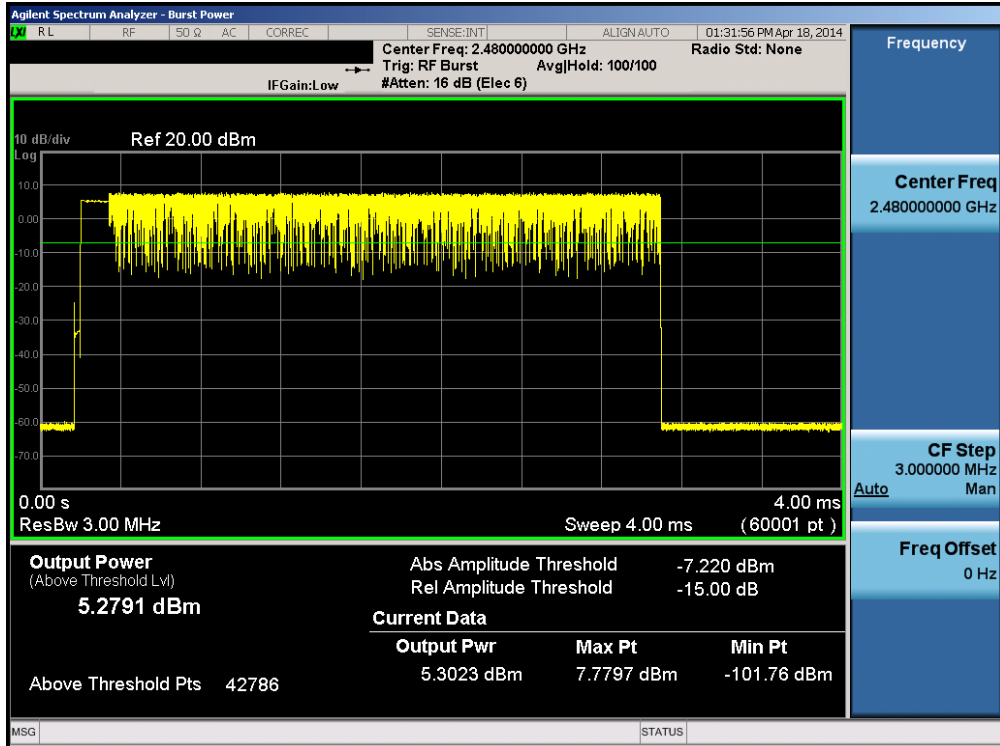 Agilent Spectrum Analyzer - Burst Power
LXI RL RF 50 Ω AC CORREC SENSE:INT ALIGN AUTO 01:31:56 PM Apr 18, 2014
Center Freq: 2.480000000 GHz Radio Std: None
Trig: RF Burst Avg|Hold: 100/100
IFGain:Low #Atten: 16 dB (Elec 6)
10 dB/div Ref 20.00 dBm
Log
10.0
0.00
-10.0
-20.0
-30.0
-40.0
-50.0
-60.0
-70.0
0.00 s 4.00 ms
ResBw 3.00 MHz Sweep 4.00 ms (60001 pt)
Output Power
(Above Threshold Lvl)
5.2791 dBm
Above Threshold Pts 42786
Abs Amplitude Threshold -7.220 dBm
Rel Amplitude Threshold -15.00 dB
Current Data
Output Pwr Max Pt Min Pt
5.3023 dBm 7.7797 dBm -101.76 dBm
MSG STATUS
Frequency
Center Freq
2.480000000 GHz
CF Step
3.000000 MHz
Auto Man
Freq Offset
0 Hz